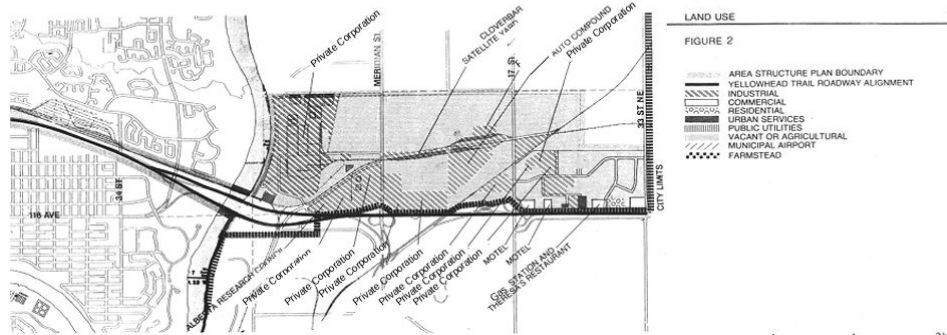 LAND USE
FIGURE 2
AREA STRUCTURE PLAN BOUNDARY
YELLOWHEAD TRAIL ROADWAY ALIGNMENT
INDUSTRIAL
COMMERCIAL
RESIDENTIAL
URBAN SERVICES
PUBLIC UTILITIES
VACANT OR AGRICULTURAL
MUNICIPAL AIRPORT
FARMSTEAD
Private Corporation
MERIDIAN ST
CLOVERBAR
SATELLITE YARD
17 ST
AUTO COMPOUND
Private Corporation
33 ST NE
CITY LIMITS
34 ST
116 AVE
ALBERTA RESEARCH COUNCIL
Private Corporation
Private Corporation
Private Corporation
Private Corporation
Private Corporation
Private Corporation
Private Corporation
MOTEL
MOTEL
GAS STATION AND
THERESA'S RESTAURANT